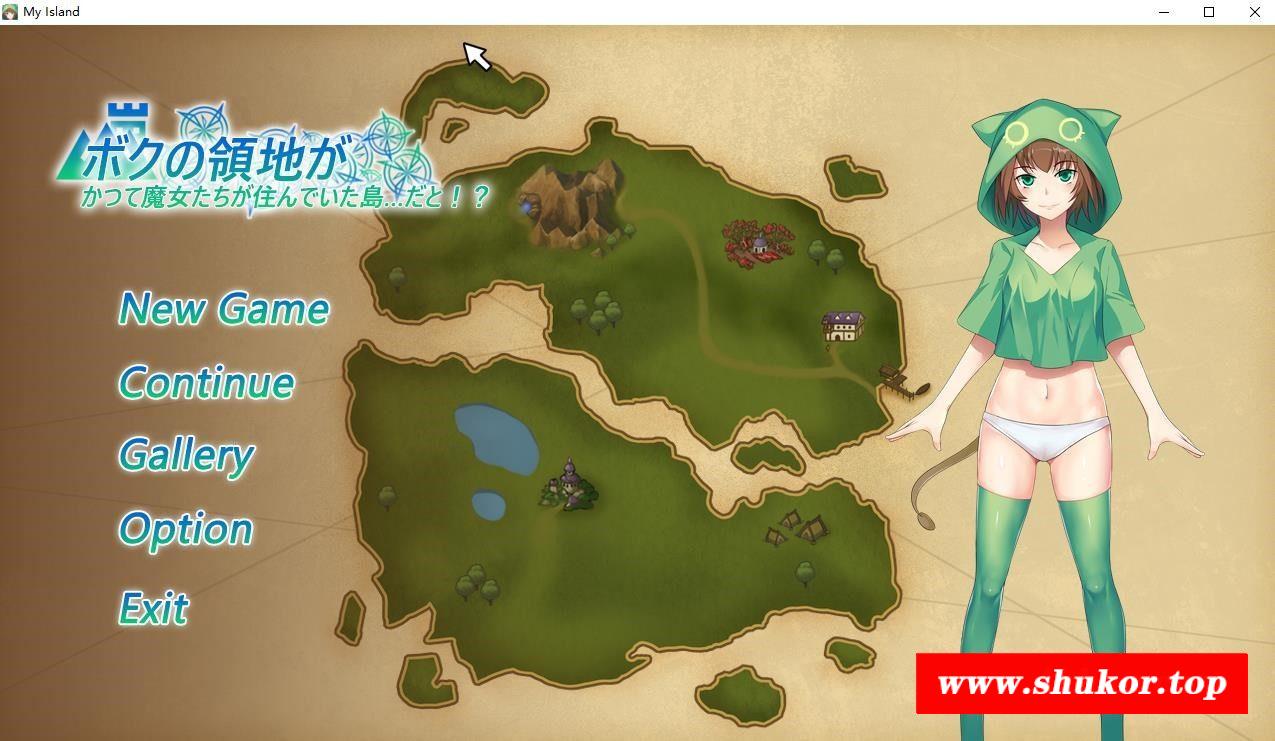 My Island
ボクの領地が
かつて魔女たちが住んでいた島...だと！？
New Game
Continue
Gallery
Option
Exit
www.shukor.top